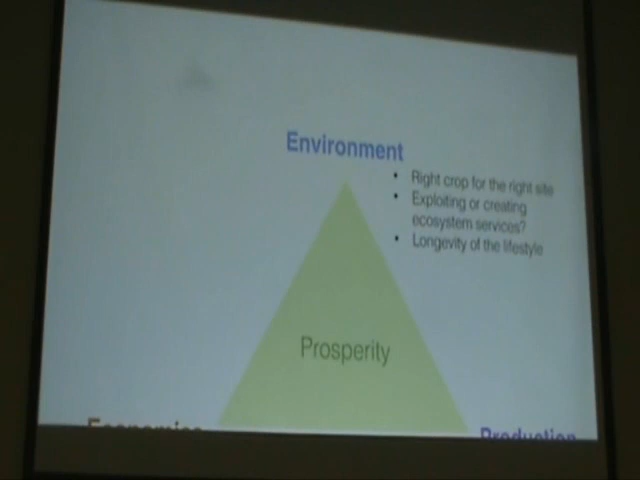 Environment
• Right crop for the right site
• Exploiting or creating
ecosystem services?
• Longevity of the lifestyle
Prosperity
Economics
Production